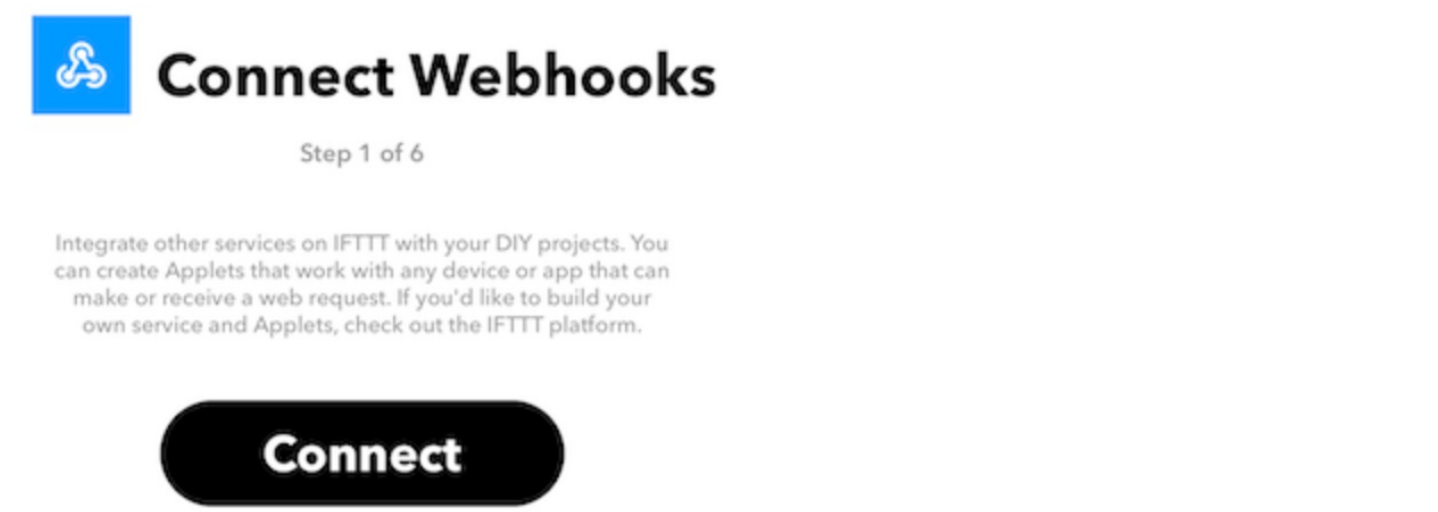 Connect Webhooks
Step 1 of 6
Integrate other services on IFTTT with your DIY projects. You
can create Applets that work with any device or app that can
make or receive a web request. If you'd like to build your
own service and Applets, check out the IFTTT platform.
Connect